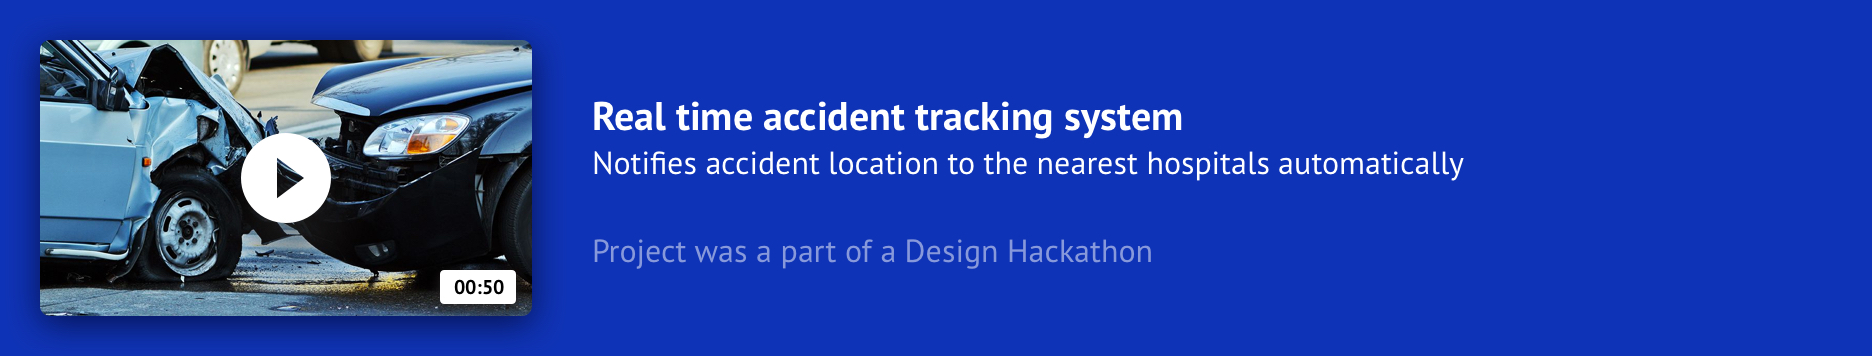 Real time accident tracking system
Notifies accident location to the nearest hospitals automatically
Project was a part of a Design Hackathon
00:50